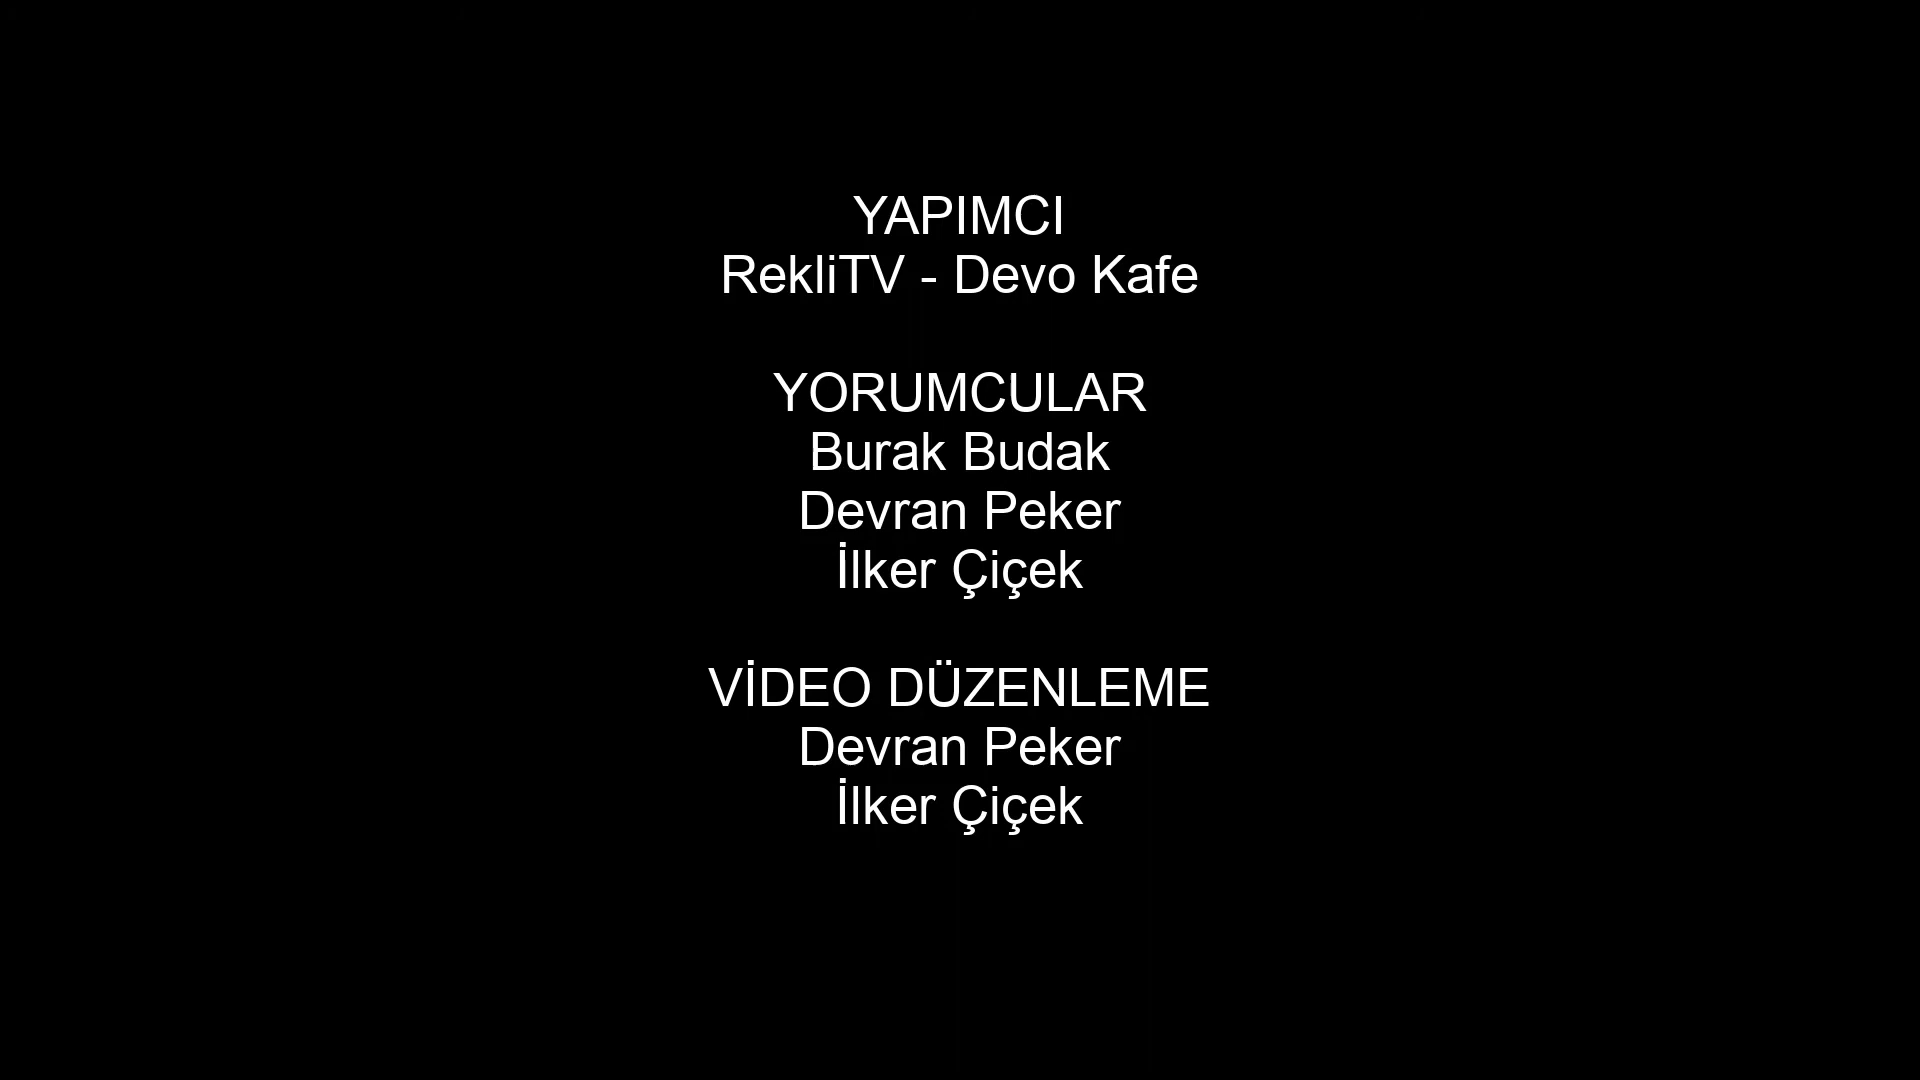 YAPIMCI
RekliTV - Devo Kafe
YORUMCULAR
Burak Budak
Devran Peker
İlker Çiçek
VİDEO DÜZENLEME
Devran Peker
İlker Çiçek